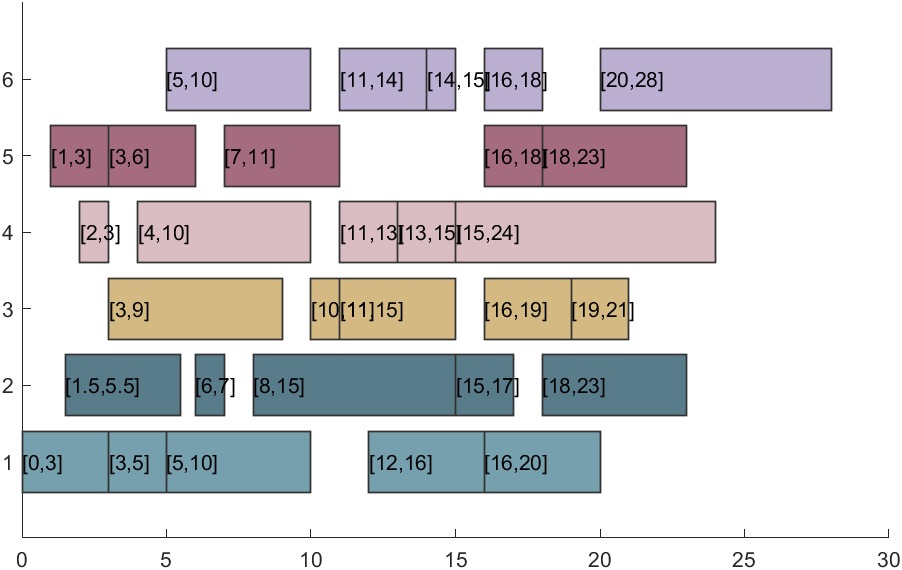 6 [5,10] [11,14] [14,15] [16,18] [20,28]
5 [1,3] [3,6] [7,11] [16,18] [18,23]
4 [2,3] [4,10] [11,13] [13,15] [15,24]
3 [3,9] [10,11] [11,15] [16,19] [19,21]
2 [1.5,5.5] [6,7] [8,15] [15,17] [18,23]
1 [0,3] [3,5] [5,10] [12,16] [16,20]
0 5 10 15 20 25 30